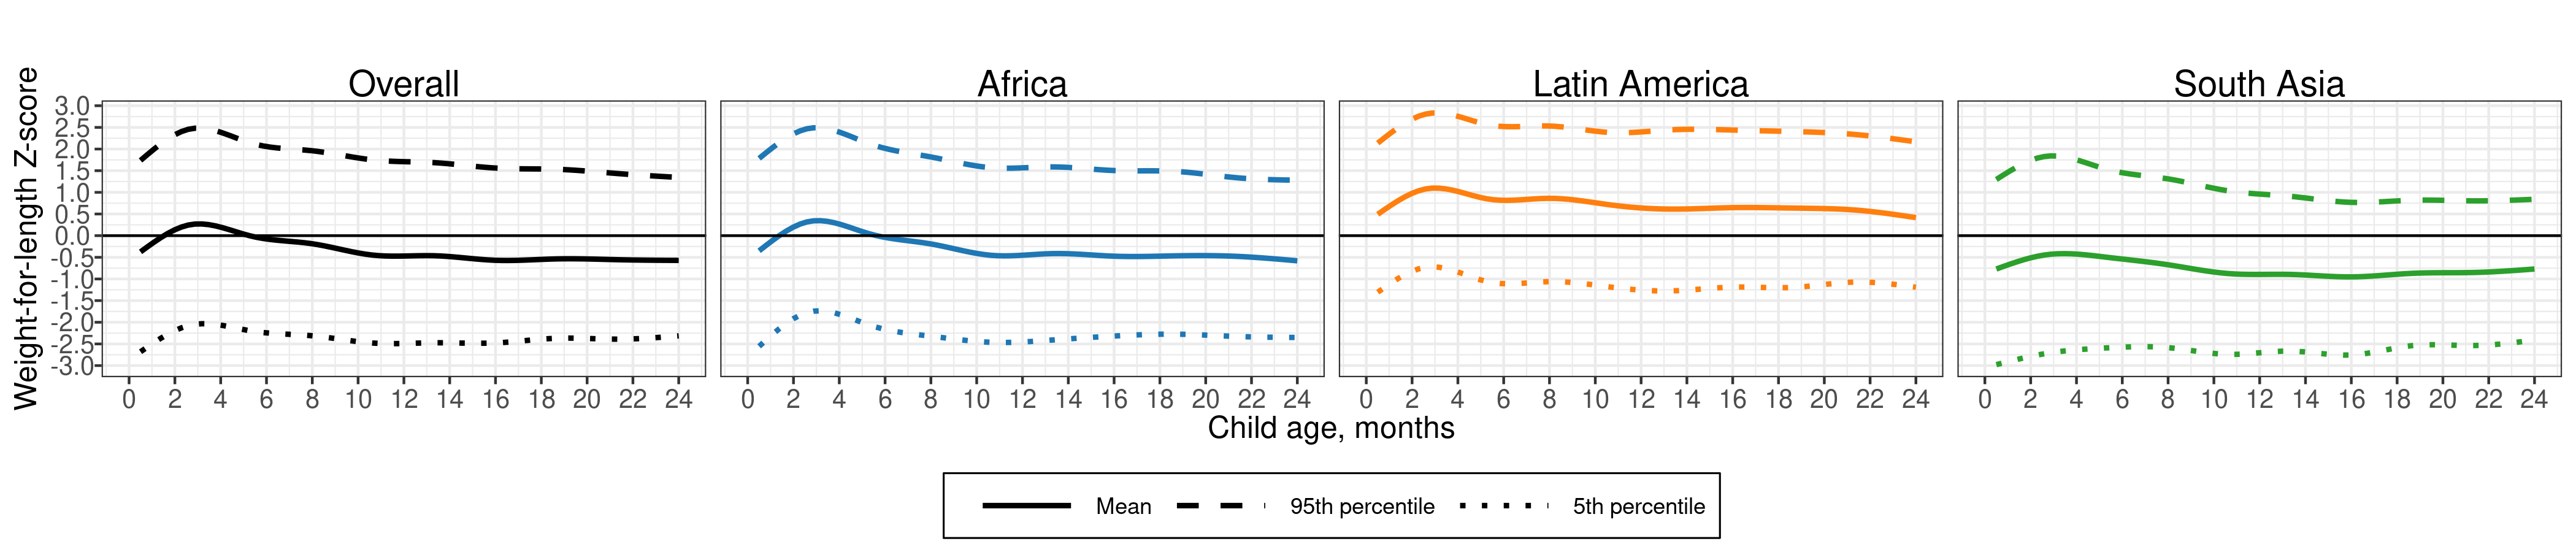 Overall Africa Latin America South Asia
Weight-for-length Z-score
3.0
2.5
2.0
1.5
1.0
0.5
0.0
-0.5
-1.0
-1.5
-2.0
-2.5
-3.0
0 2 4 6 8 10 12 14 16 18 20 22 24 0 2 4 6 8 10 12 14 16 18 20 22 24 0 2 4 6 8 10 12 14 16 18 20 22 24 0 2 4 6 8 10 12 14 16 18 20 22 24
Child age, months
Mean 95th percentile 5th percentile